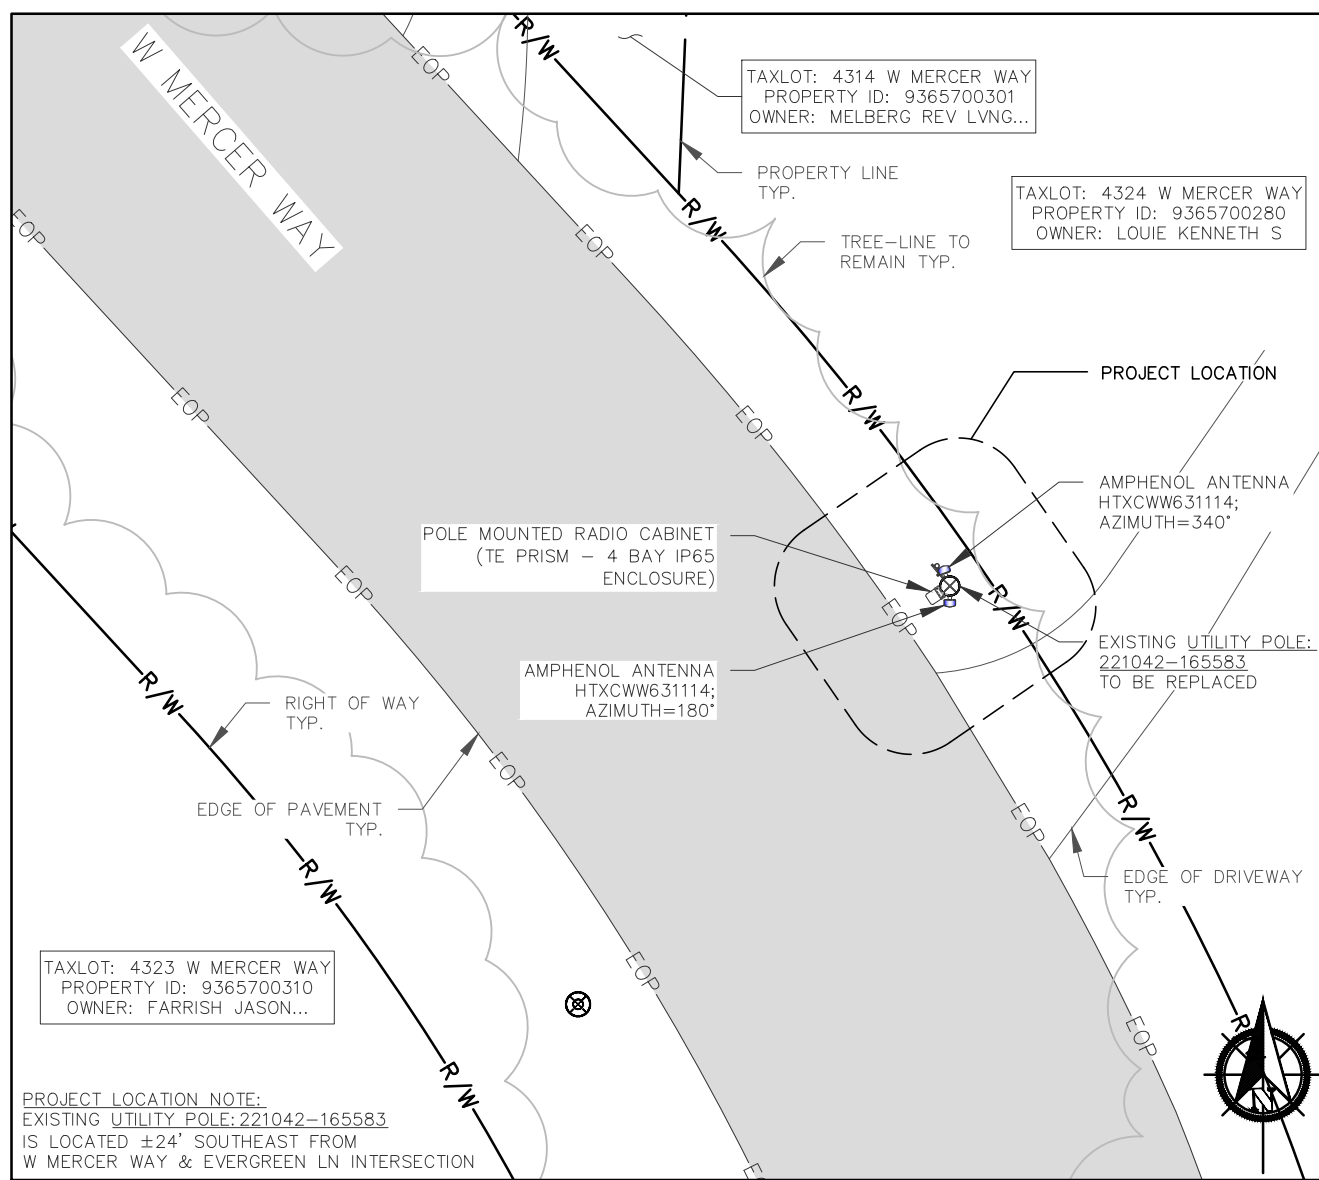 R/W
EOP
W MERCER WAY
TAXLOT: 4314 W MERCER WAY
PROPERTY ID: 9365700301
OWNER: MELBERG REV LVNG...
PROPERTY LINE
TYP.
TAXLOT: 4324 W MERCER WAY
PROPERTY ID: 9365700280
OWNER: LOUIE KENNETH S
R/W
EOP
EOP
TREE-LINE TO
REMAIN TYP.
PROJECT LOCATION
EOP
R/W
EOP
AMPHENOL ANTENNA
HTXCWW631114;
AZIMUTH=340°
POLE MOUNTED RADIO CABINET
(TE PRISM - 4 BAY IP65
ENCLOSURE)
EOP
R/W
EOP
EXISTING UTILITY POLE:
221042-165583
TO BE REPLACED
AMPHENOL ANTENNA
HTXCWW631114;
AZIMUTH=180°
R/W
RIGHT OF WAY
TYP.
EOP
EDGE OF PAVEMENT
TYP.
R/W
EOP
EDGE OF DRIVEWAY
TYP.
R/W
TAXLOT: 4323 W MERCER WAY
PROPERTY ID: 9365700310
OWNER: FARRISH JASON...
EOP
R
EOP
R/W
N
PROJECT LOCATION NOTE:
EXISTING UTILITY POLE: 221042-165583
IS LOCATED ±24' SOUTHEAST FROM
W MERCER WAY & EVERGREEN LN INTERSECTION
EOP